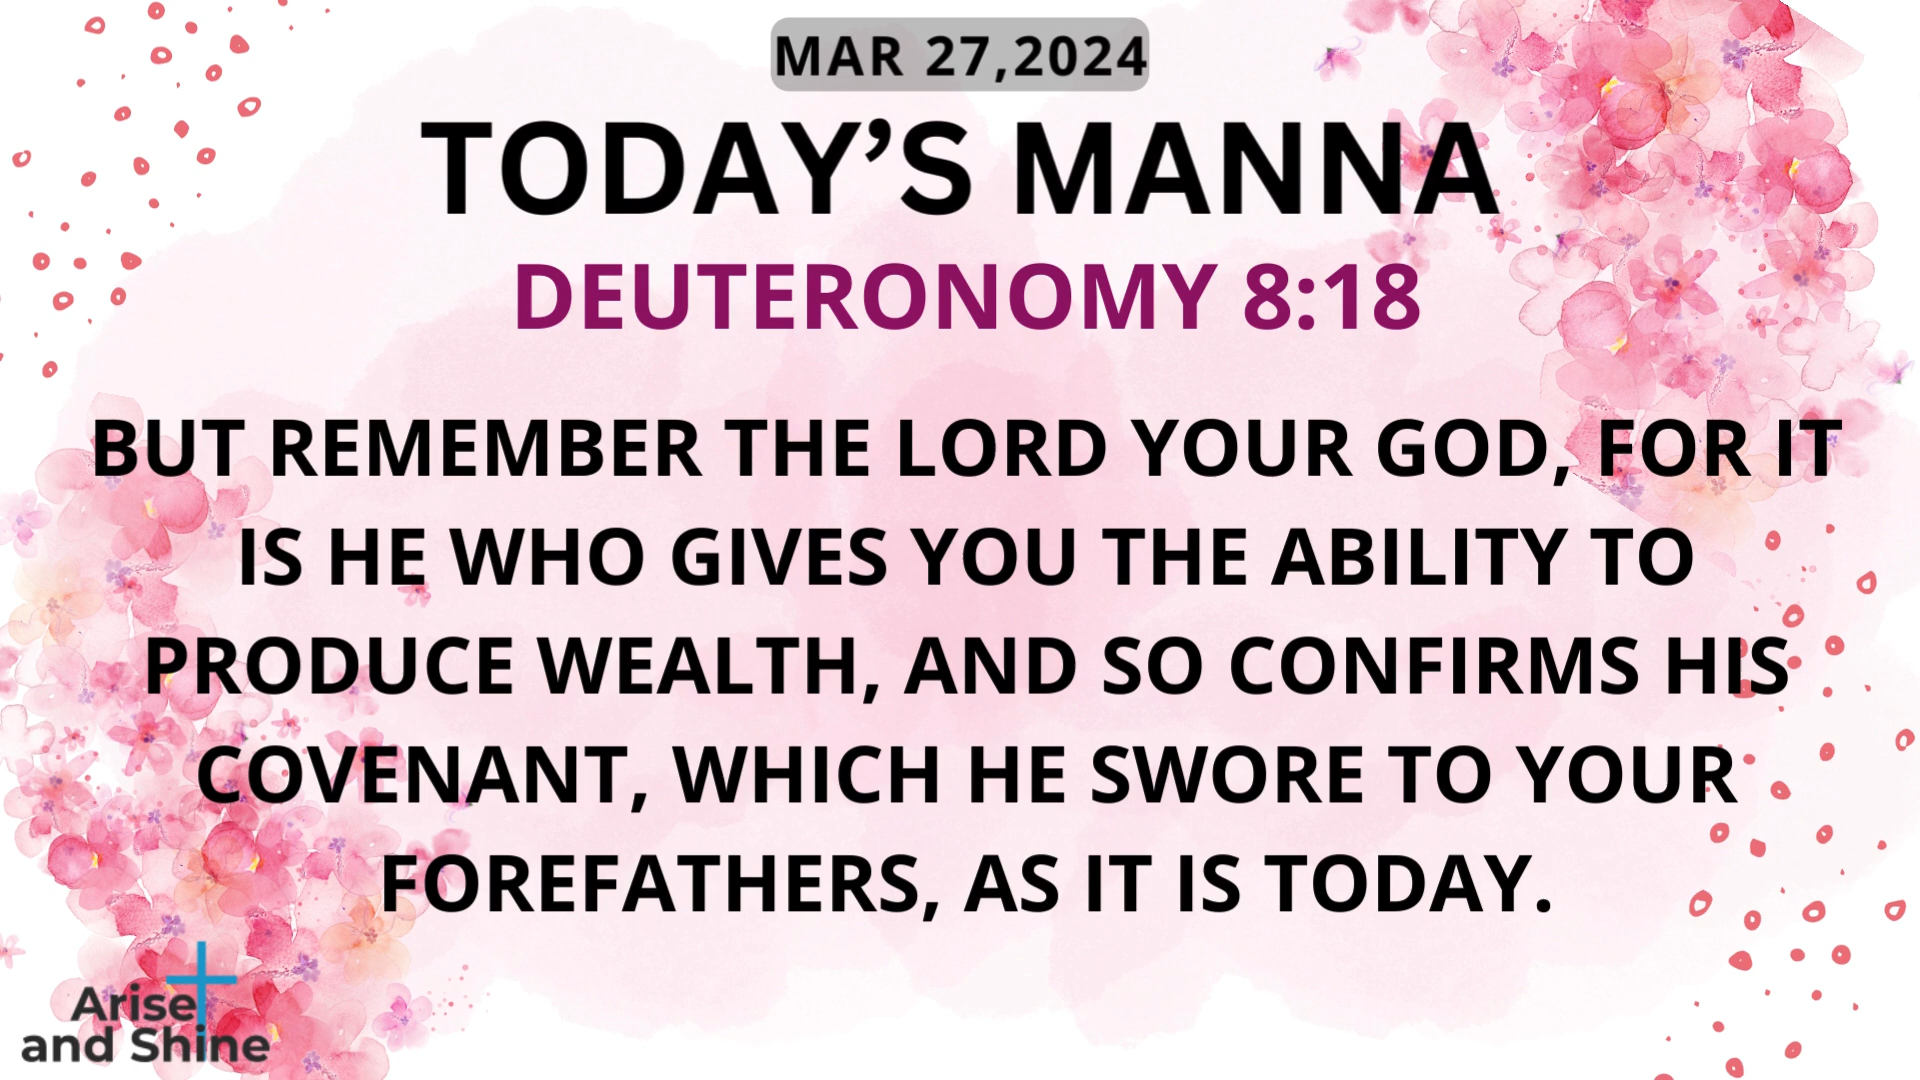 MAR 27,2024
TODAY’S MANNA
DEUTERONOMY 8:18
BUT REMEMBER THE LORD YOUR GOD, FOR IT
IS HE WHO GIVES YOU THE ABILITY TO
PRODUCE WEALTH, AND SO CONFIRMS HIS
COVENANT, WHICH HE SWORE TO YOUR
FOREFATHERS, AS IT IS TODAY.
Arise
and Shine